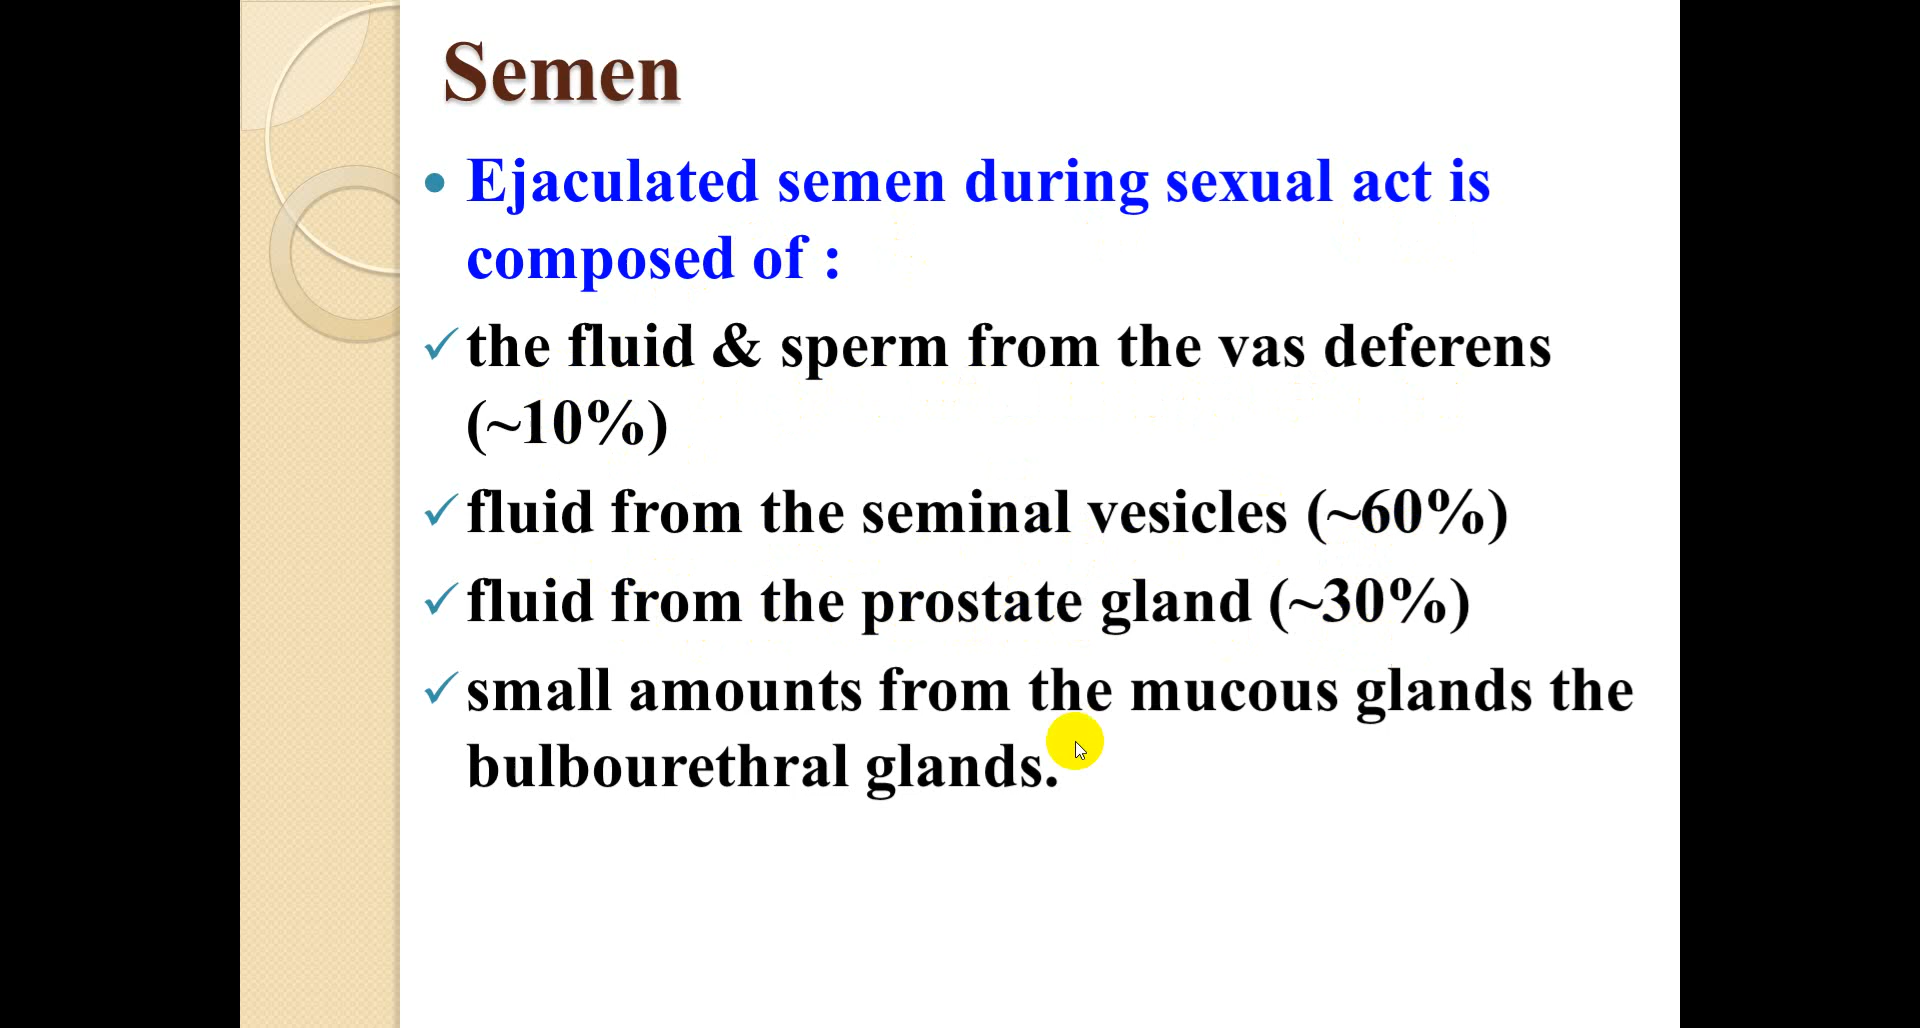 Semen
• Ejaculated semen during sexual act is
composed of :
✓ the fluid & sperm from the vas deferens
(~10%)
✓ fluid from the seminal vesicles (~60%)
✓ fluid from the prostate gland (~30%)
✓ small amounts from the mucous glands the
bulbourethral glands.